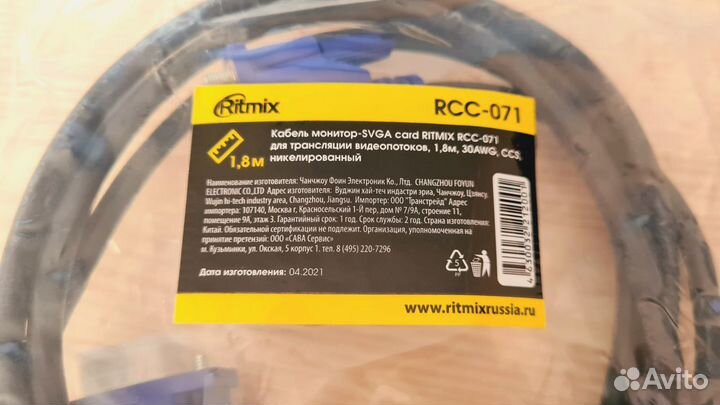 Ritmix
RCC-071
1,8 м
Кабель монитор-SVGA card RITMIX RCC-071
для трансляции видеопотоков, 1,8м, 30AWG, CCS,
никелированный
Наименование изготовителя: Чанчжоу Фоин Электроник Ко., Лтд. CHANGZHOU FOYUN
ELECTRONIC CO.,LTD Адрес изготовителя: Вуджин хай-теч индастри эриа, Чанчжоу, Цзянсу.
Wujin hi-tech industry area, Changzhou, Jiangsu. Импортер: ООО "Транстрейд" Адрес
импортера: 107140, Москва г, Красносельский 1-Й пер, дом № 7/9А, строение 11,
помещение 9А, этаж 3. Гарантийный срок: 1 год. Срок службы: 2 год. Страна изготовления:
Китай. Обязательной сертификации не подлежит. Организация, уполномоченная на
принятие претензий: ООО «САВА Сервис»
м. Кузьминки, ул. Окская, 5 корпус 1. тел. 8 (495) 220-7296
Дата изготовления: 04.2021
5
PP
4630032212001
www.ritmixrussia.ru
Avito